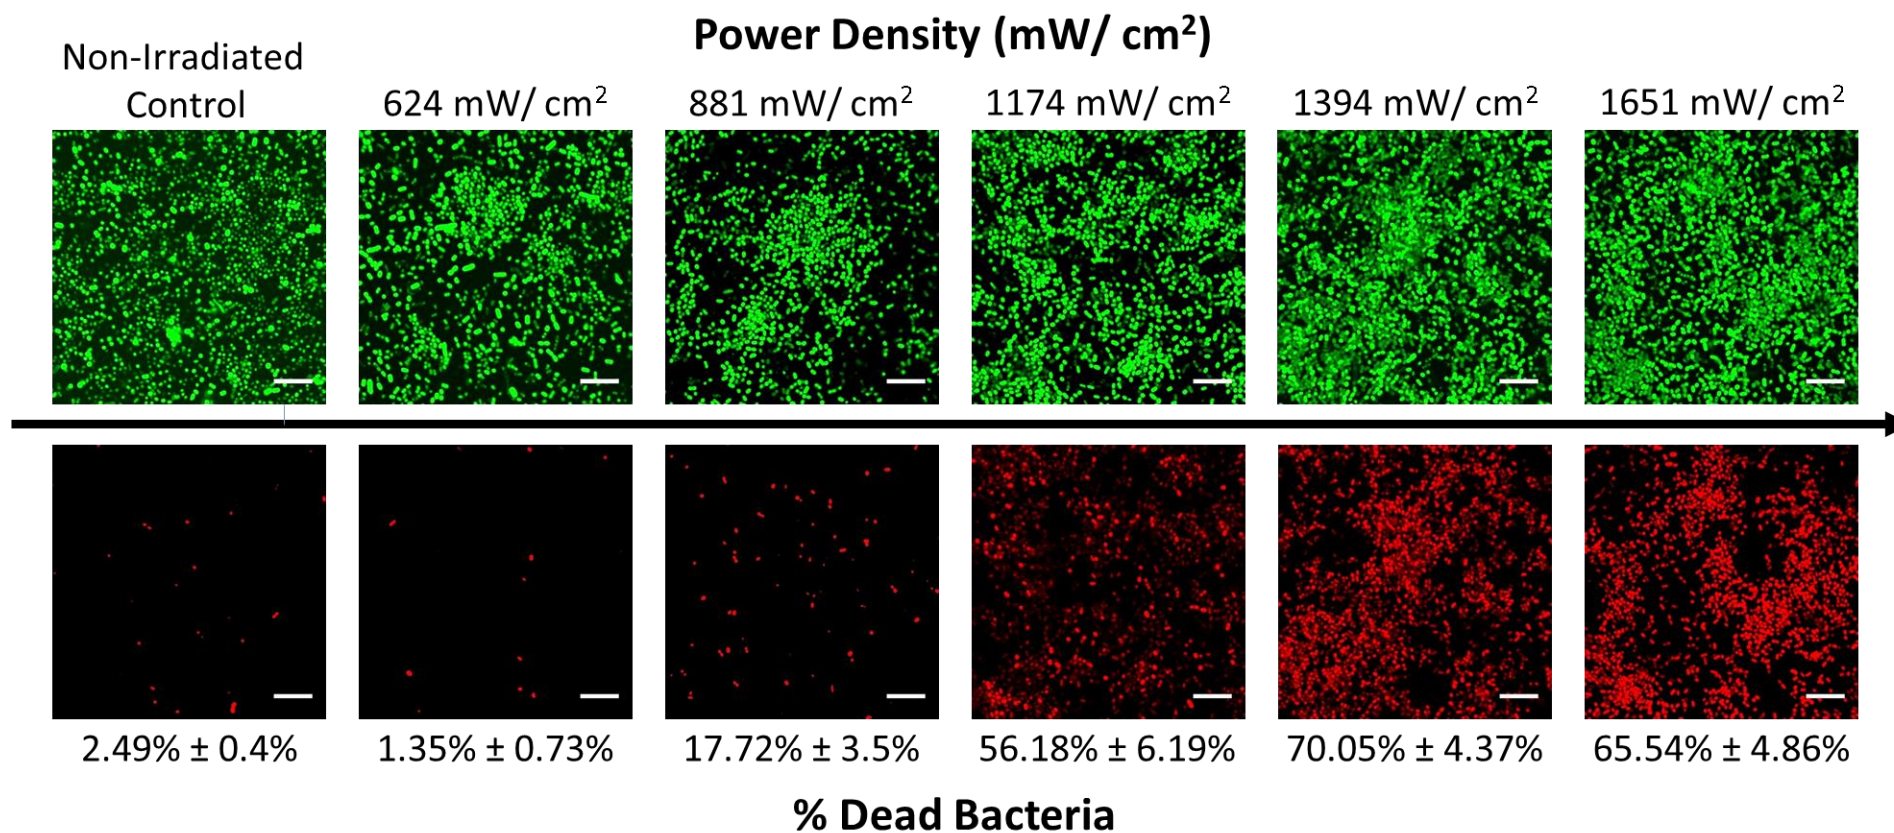 Power Density (mW/ cm²)
Non-Irradiated
Control
624 mW/ cm²
881 mW/ cm²
1174 mW/ cm²
1394 mW/ cm²
1651 mW/ cm²
2.49% ± 0.4%
1.35% ± 0.73%
17.72% ± 3.5%
56.18% ± 6.19%
70.05% ± 4.37%
65.54% ± 4.86%
% Dead Bacteria